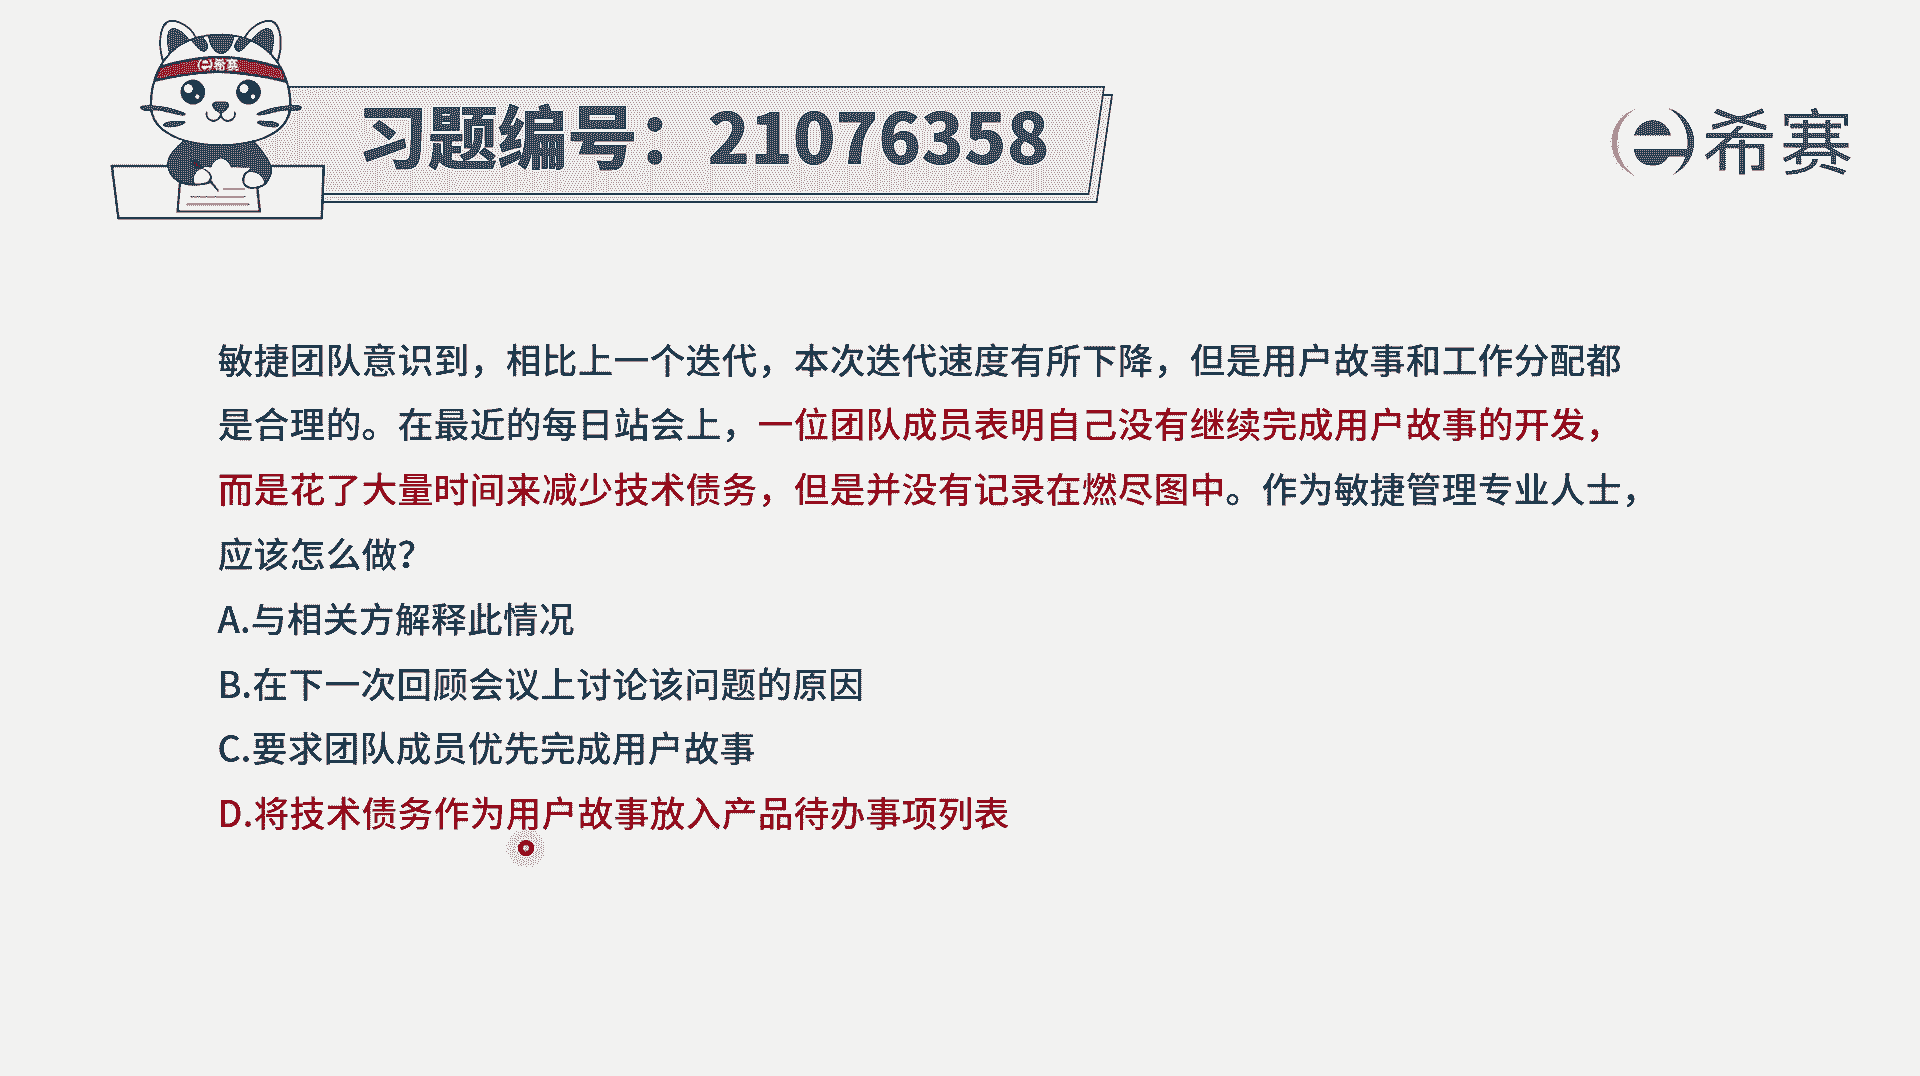 希赛
习题编号：21076358
希赛
敏捷团队意识到，相比上一个迭代，本次迭代速度有所下降，但是用户故事和工作分配都
是合理的。在最近的每日站会上，一位团队成员表明自己没有继续完成用户故事的开发，
而是花了大量时间来减少技术债务，但是并没有记录在燃尽图中。作为敏捷管理专业人士，
应该怎么做？
A.与相关方解释此情况
B.在下一次回顾会议上讨论该问题的原因
C.要求团队成员优先完成用户故事
D.将技术债务作为用户故事放入产品待办事项列表